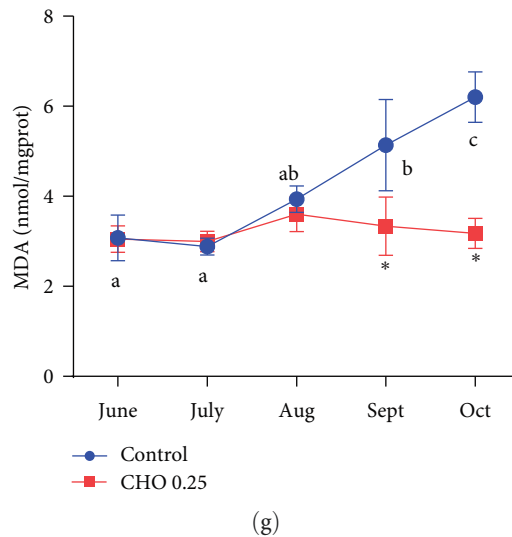 MDA (nmol/mgprot)
8
6
4
2
0
ab
b
c
a
a
*
*
June July Aug Sept Oct
Control
CHO 0.25
(g)